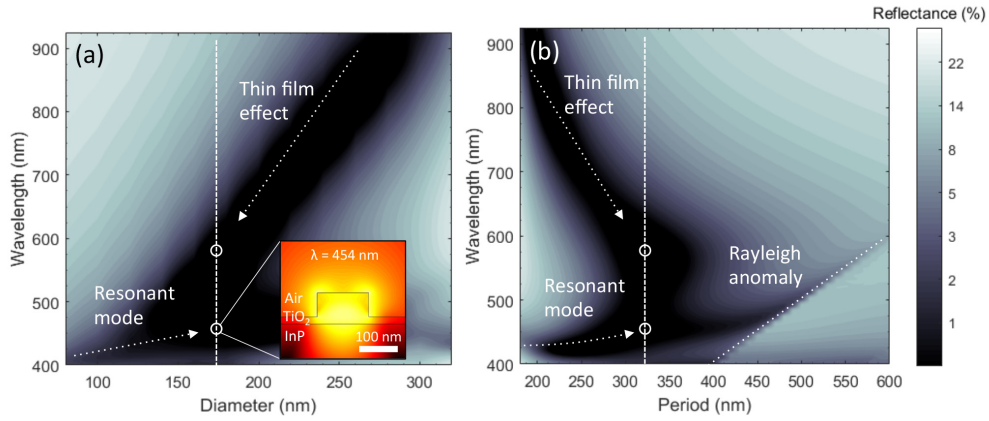 Reflectance (%)
(a)
Thin film
effect
Resonant
mode
λ = 454 nm
Air
TiO₂
InP
100 nm
900
800
700
600
500
400
Wavelength (nm)
100
150
200
250
300
Diameter (nm)
(b)
Thin film
effect
Resonant
mode
Rayleigh
anomaly
900
800
700
600
500
400
Wavelength (nm)
200
250
300
350
400
450
500
550
600
Period (nm)
22
14
8
5
3
2
1